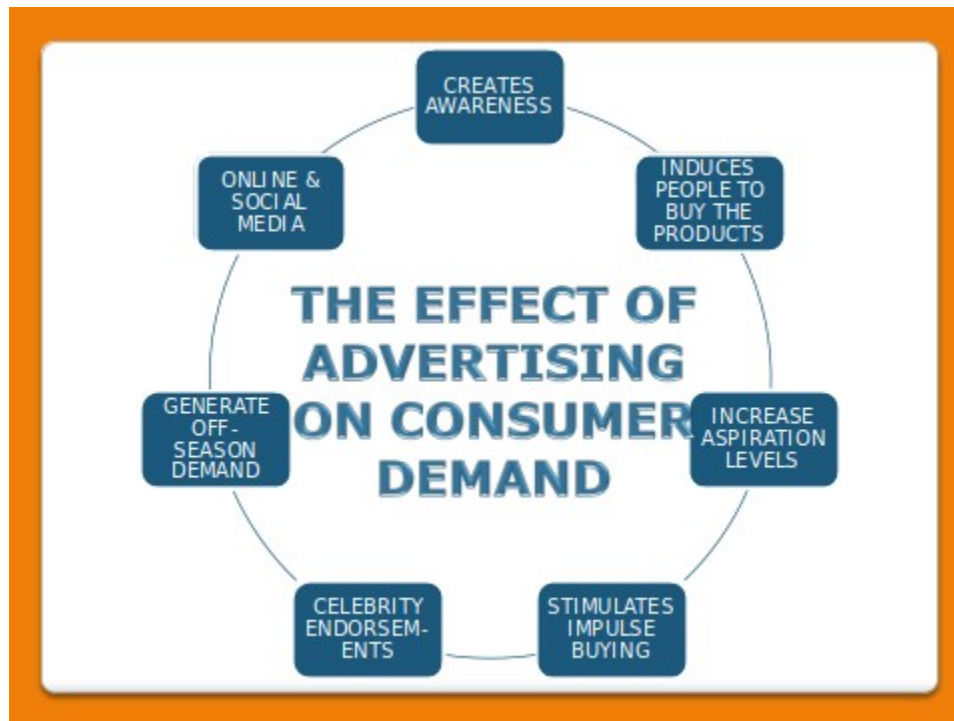 CREATES
AWARENESS
INDUCES
PEOPLE TO
BUY THE
PRODUCTS
INCREASE
ASPIRATION
LEVELS
STIMULATES
IMPULSE
BUYING
CELEBRITY
ENDORSEM-
ENTS
GENERATE
OFF-
SEASON
DEMAND
ONLINE &
SOCIAL
MEDIA
THE EFFECT OF
ADVERTISING
ON CONSUMER
DEMAND